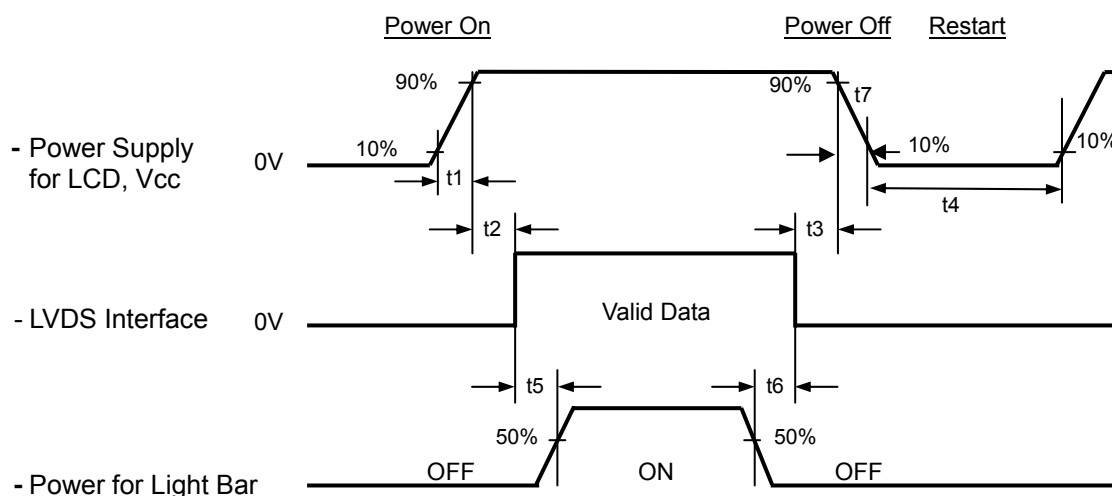 Power On Power Off Restart
90% 90% t7
- Power Supply
for LCD, Vcc
0V 10% 10% 10%
t1 t4
t2 t3
- LVDS Interface 0V Valid Data
t5 t6
50% 50%
- Power for Light Bar OFF ON OFF